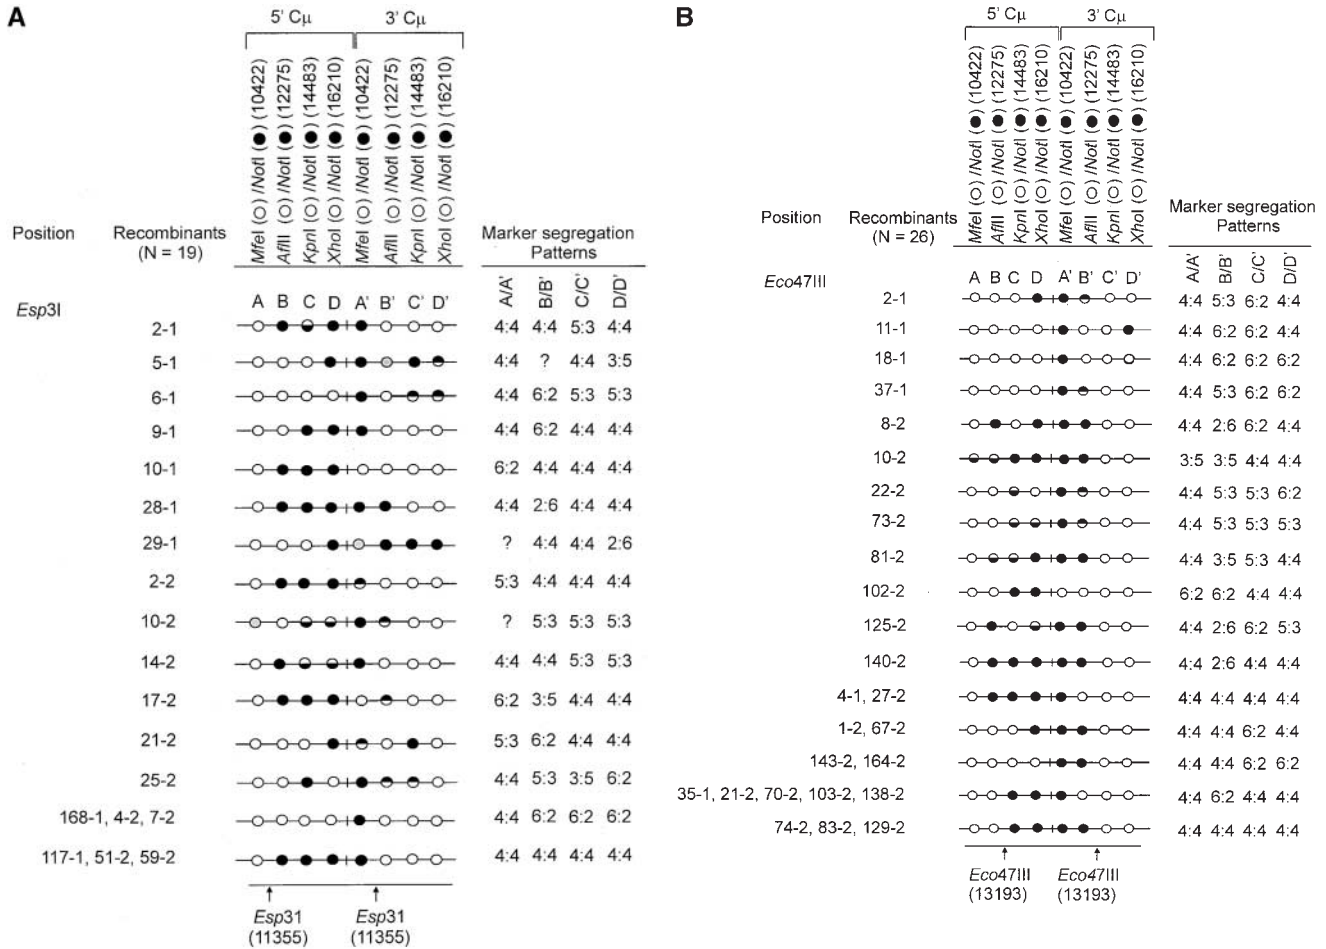 A
5' Cμ 3' Cμ
MfeI (○) /NotI (●) (10422)
AflII (○) /NotI (●) (12275)
KpnI (○) /NotI (●) (14483)
XhoI (○) /NotI (●) (16210)
MfeI (○) /NotI (●) (10422)
AflII (○) /NotI (●) (12275)
KpnI (○) /NotI (●) (14483)
XhoI (○) /NotI (●) (16210)
Position
Recombinants
(N = 19)
Marker segregation
Patterns
A/A' B/B' C/C' D/D'
Esp3I
A B C D A' B' C' D'
2-1 4:4 4:4 5:3 4:4
5-1 4:4 ? 4:4 3:5
6-1 4:4 6:2 5:3 5:3
9-1 4:4 6:2 4:4 4:4
10-1 6:2 4:4 4:4 4:4
28-1 4:4 2:6 4:4 4:4
29-1 ? 4:4 4:4 2:6
2-2 5:3 4:4 4:4 4:4
10-2 ? 5:3 5:3 5:3
14-2 4:4 4:4 5:3 5:3
17-2 6:2 3:5 4:4 4:4
21-2 5:3 6:2 4:4 4:4
25-2 4:4 5:3 3:5 6:2
168-1, 4-2, 7-2 4:4 6:2 6:2 6:2
117-1, 51-2, 59-2 4:4 4:4 4:4 4:4
Esp31 Esp31
(11355) (11355)
B
5' Cμ 3' Cμ
MfeI (○) /NotI (●) (10422)
AflII (○) /NotI (●) (12275)
KpnI (○) /NotI (●) (14483)
XhoI (○) /NotI (●) (16210)
MfeI (○) /NotI (●) (10422)
AflII (○) /NotI (●) (12275)
KpnI (○) /NotI (●) (14483)
XhoI (○) /NotI (●) (16210)
Position
Recombinants
(N = 26)
Marker segregation
Patterns
A/A' B/B' C/C' D/D'
Eco47III
A B C D A' B' C' D'
2-1 4:4 5:3 6:2 4:4
11-1 4:4 6:2 6:2 4:4
18-1 4:4 6:2 6:2 6:2
37-1 4:4 5:3 6:2 6:2
8-2 4:4 2:6 6:2 4:4
10-2 3:5 3:5 4:4 4:4
22-2 4:4 5:3 5:3 6:2
73-2 4:4 5:3 5:3 5:3
81-2 4:4 3:5 5:3 4:4
102-2 6:2 6:2 4:4 4:4
125-2 4:4 2:6 6:2 5:3
140-2 4:4 2:6 4:4 4:4
4-1, 27-2 4:4 4:4 4:4 4:4
1-2, 67-2 4:4 4:4 6:2 4:4
143-2, 164-2 4:4 4:4 6:2 6:2
35-1, 21-2, 70-2, 103-2, 138-2 4:4 6:2 4:4 4:4
74-2, 83-2, 129-2 4:4 4:4 4:4 4:4
Eco47III Eco47III
(13193) (13193)